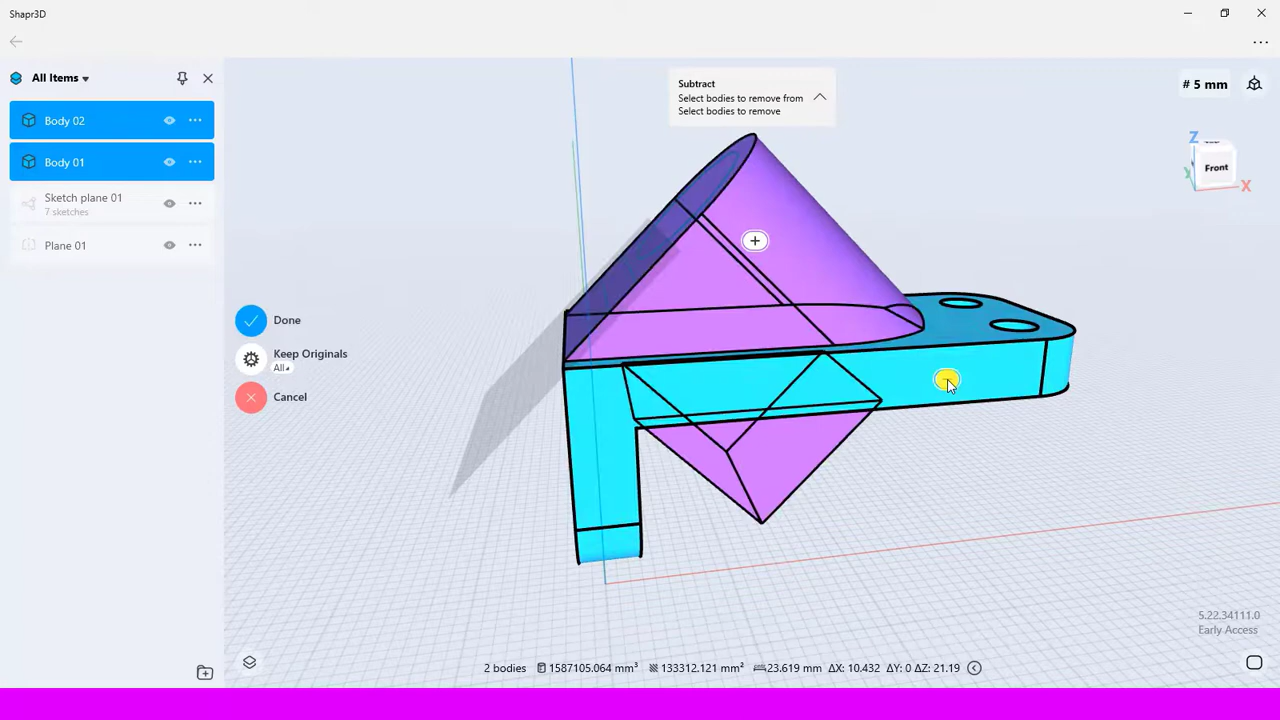 Shapr3D
All Items
# 5 mm
Subtract
Select bodies to remove from
Select bodies to remove
Body 02
Body 01
Sketch plane 01
7 sketches
Plane 01
Z
Front
X
Y
Done
Keep Originals
All
Cancel
5.22.34111.0
Early Access
2 bodies 1587105.064 mm³ 133312.121 mm² 23.619 mm ΔX: 10.432 ΔY: 0 ΔZ: 21.19